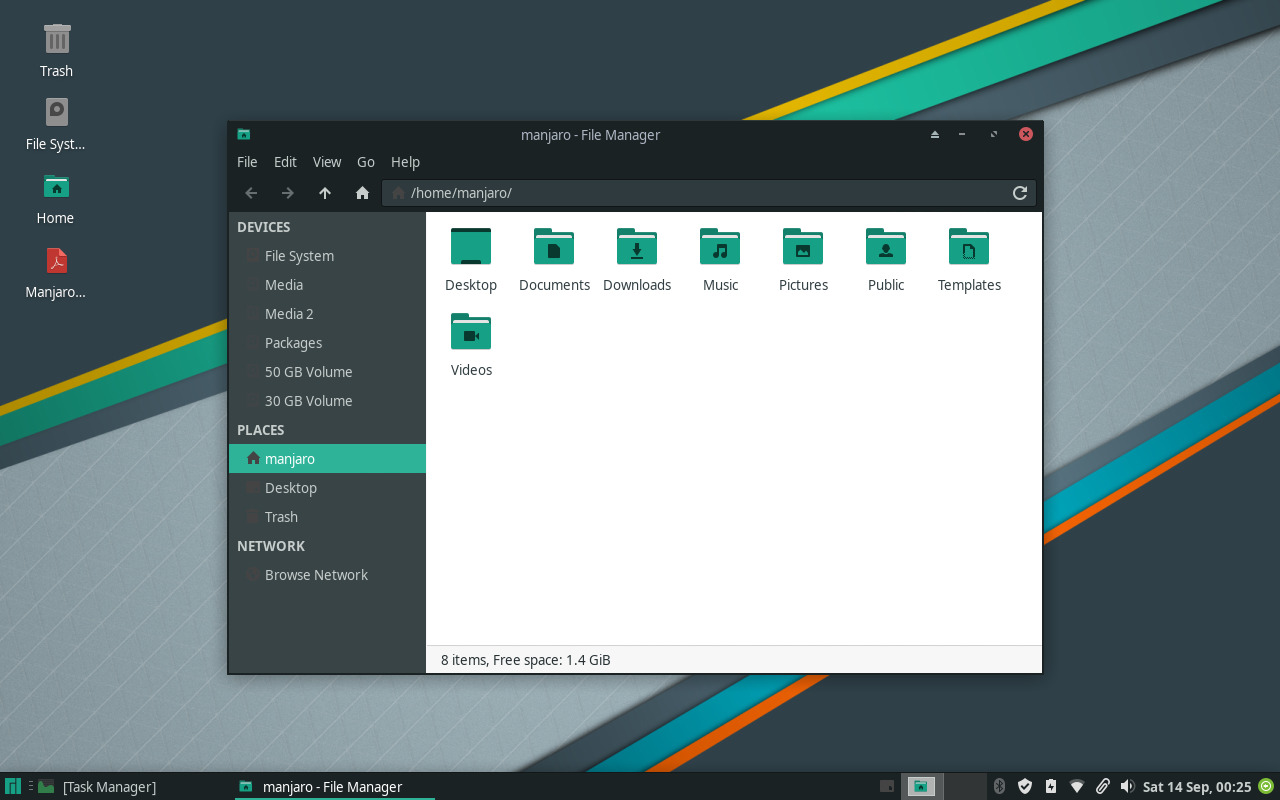 Trash
File Syst...
Home
Manjaro...
manjaro - File Manager
File Edit View Go Help
/home/manjaro/
DEVICES
File System
Media
Media 2
Packages
50 GB Volume
30 GB Volume
PLACES
manjaro
Desktop
Trash
NETWORK
Browse Network
Desktop Documents Downloads Music Pictures Public Templates
Videos
8 items, Free space: 1.4 GiB
[Task Manager] manjaro - File Manager Sat 14 Sep, 00:25